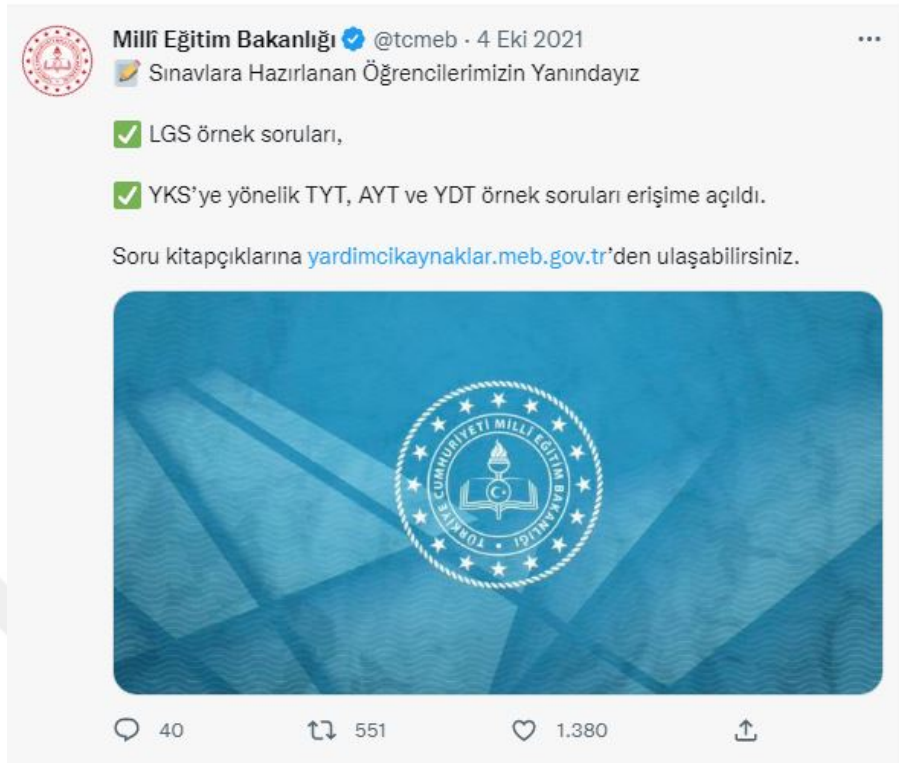 Millî Eğitim Bakanlığı @tcmeb · 4 Eki 2021
📝 Sınavlara Hazırlanan Öğrencilerimizin Yanındayız
✅ LGS örnek soruları,
✅ YKS'ye yönelik TYT, AYT ve YDT örnek soruları erişime açıldı.
Soru kitapçıklarına yardimcikaynaklar.meb.gov.tr'den ulaşabilirsiniz.
TÜRKİYE CUMHURİYETİ MİLLİ EĞİTİM BAKANLIĞI
40 551 1.380